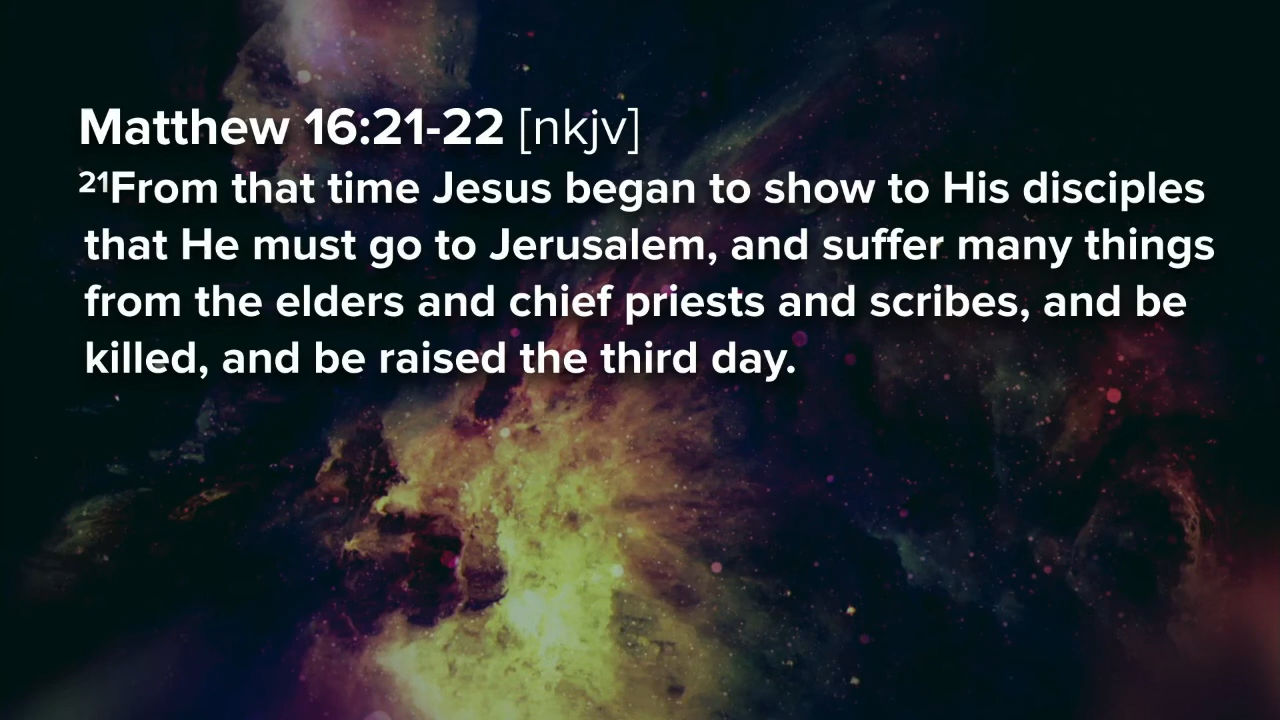 Matthew 16:21-22 [nkjv]
²¹From that time Jesus began to show to His disciples
that He must go to Jerusalem, and suffer many things
from the elders and chief priests and scribes, and be
killed, and be raised the third day.